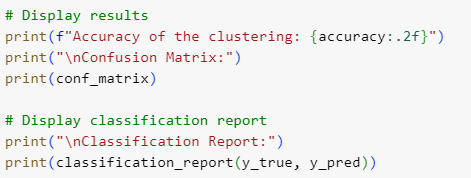 # Display results
print(f"Accuracy of the clustering: {accuracy:.2f}")
print("\nConfusion Matrix:")
print(conf_matrix)
# Display classification report
print("\nClassification Report:")
print(classification_report(y_true, y_pred))